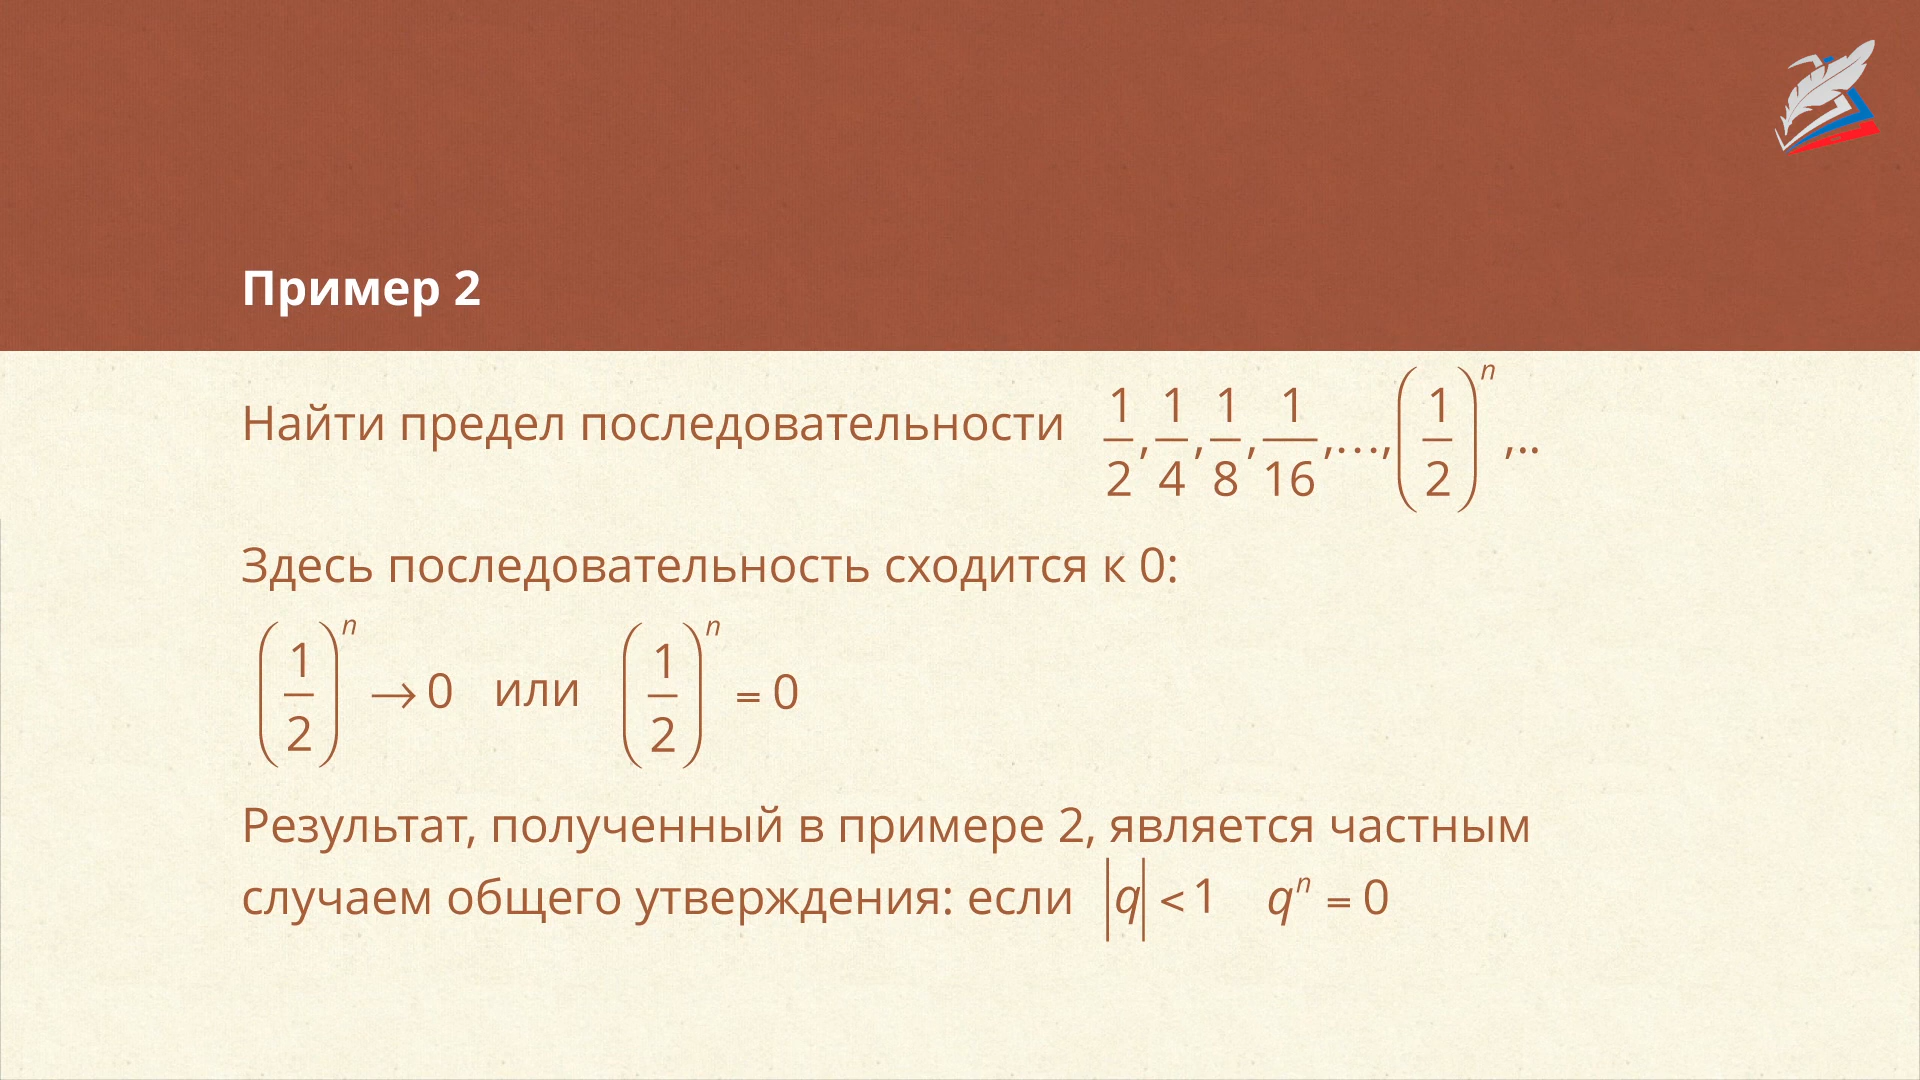 Пример 2
Найти предел последовательности 1/2, 1/4, 1/8, 1/16,...,(1/2)ⁿ,..
Здесь последовательность сходится к 0:
(1/2)ⁿ → 0 или (1/2)ⁿ = 0
Результат, полученный в примере 2, является частным
случаем общего утверждения: если |q| < 1 qⁿ = 0